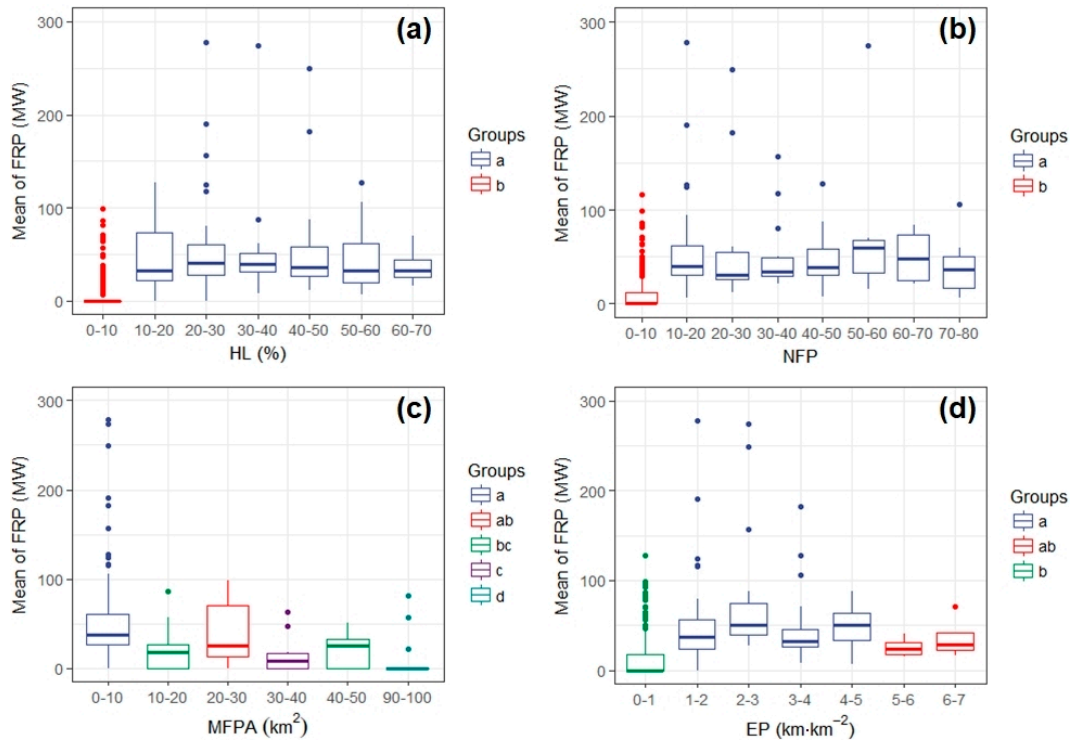 (a)
300
200
100
0
Mean of FRP (MW)
0-10 10-20 20-30 30-40 40-50 50-60 60-70
HL (%)
Groups
a
b
(b)
300
200
100
0
Mean of FRP (MW)
0-10 10-20 20-30 30-40 40-50 50-60 60-70 70-80
NFP
Groups
a
b
(c)
300
200
100
0
Mean of FRP (MW)
0-10 10-20 20-30 30-40 40-50 90-100
MFPA (km²)
Groups
a
ab
bc
c
d
(d)
300
200
100
0
Mean of FRP (MW)
0-1 1-2 2-3 3-4 4-5 5-6 6-7
EP (km·km⁻²)
Groups
a
ab
b